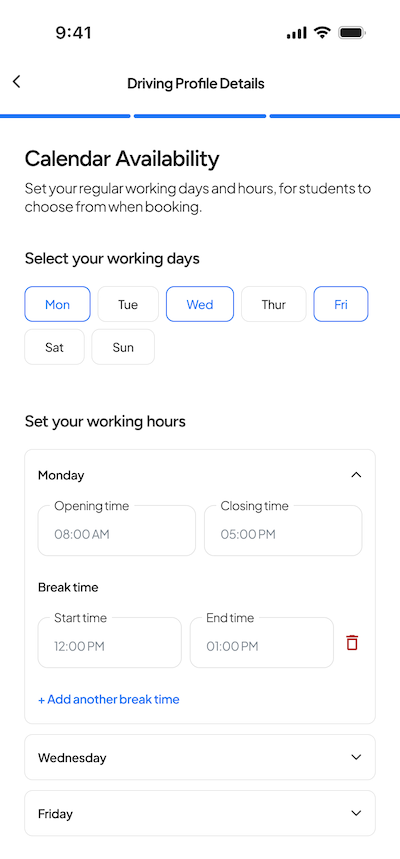 9:41
Driving Profile Details
Calendar Availability
Set your regular working days and hours, for students to
choose from when booking.
Select your working days
Mon Tue Wed Thur Fri
Sat Sun
Set your working hours
Monday
Opening time Closing time
08:00 AM 05:00 PM
Break time
Start time End time
12:00 PM 01:00 PM
+ Add another break time
Wednesday
Friday